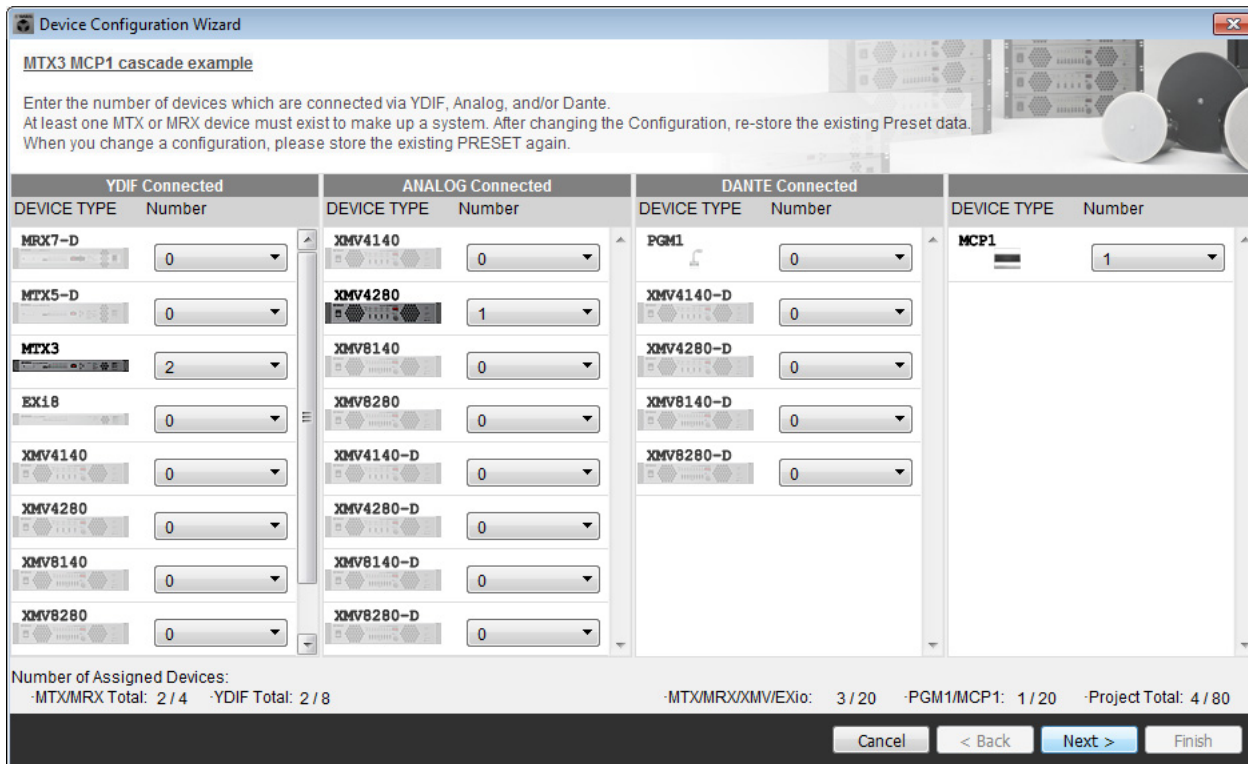 Device Configuration Wizard
MTX3 MCP1 cascade example
Enter the number of devices which are connected via YDIF, Analog, and/or Dante.
At least one MTX or MRX device must exist to make up a system. After changing the Configuration, re-store the existing Preset data.
When you change a configuration, please store the existing PRESET again.
YDIF Connected
DEVICE TYPE Number
MRX7-D 0
MTX5-D 0
MTX3 2
EXi8 0
XMV4140 0
XMV4280 0
XMV8140 0
XMV8280 0
ANALOG Connected
DEVICE TYPE Number
XMV4140 0
XMV4280 1
XMV8140 0
XMV8280 0
XMV4140-D 0
XMV4280-D 0
XMV8140-D 0
XMV8280-D 0
DANTE Connected
DEVICE TYPE Number
PGM1 0
XMV4140-D 0
XMV4280-D 0
XMV8140-D 0
XMV8280-D 0
DEVICE TYPE Number
MCP1 1
Number of Assigned Devices:
-MTX/MRX Total: 2 / 4 -YDIF Total: 2 / 8 -MTX/MRX/XMV/EXio: 3 / 20 -PGM1/MCP1: 1 / 20 -Project Total: 4 / 80
Cancel < Back Next > Finish